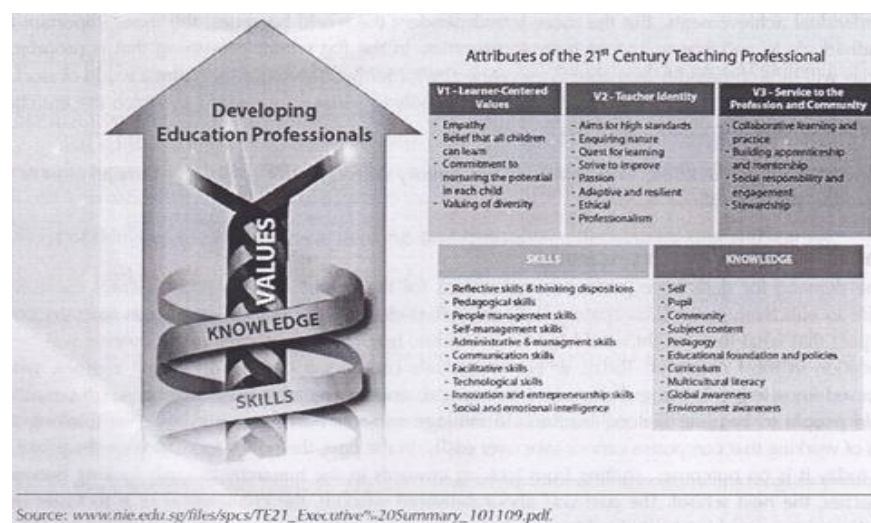 Developing
Education Professionals
VALUES
KNOWLEDGE
SKILLS
Attributes of the 21st Century Teaching Professional
V1 - Learner-Centered
Values
- Empathy
- Belief that all children
can learn
- Commitment to
nurturing the potential
in each child
- Valuing of diversity
V2 - Teacher Identity
- Aims for high standards
- Enquiring nature
- Quest for learning
- Strive to improve
- Passion
- Adaptive and resilient
- Ethical
- Professionalism
V3 - Service to the
Profession and Community
- Collaborative learning and
practice
- Building apprenticeship
and mentorship
- Social responsibility and
engagement
- Stewardship
SKILLS
- Reflective skills & thinking dispositions
- Pedagogical skills
- People management skills
- Self-management skills
- Administrative & managment skills
- Communication skills
- Facilitative skills
- Technological skills
- Innovation and entrepreneurship skills
- Social and emotional intelligence
KNOWLEDGE
- Self
- Pupil
- Community
- Subject content
- Pedagogy
- Educational foundation and policies
- Curriculum
- Multicultural literacy
- Global awareness
- Environment awareness
Source: www.nie.edu.sg/files/spcs/TE21_Executive%20Summary_101109.pdf.